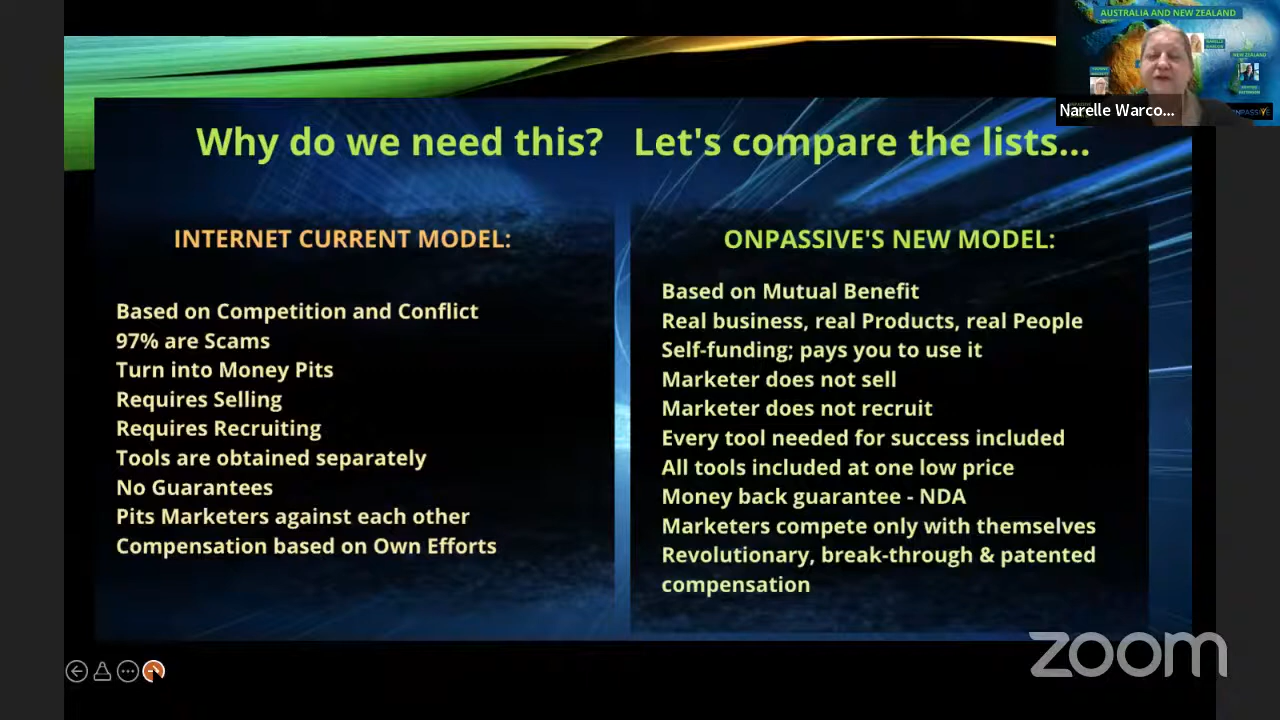 AUSTRALIA AND NEW ZEALAND
Narelle Warco...
Why do we need this? Let's compare the lists...
INTERNET CURRENT MODEL:
Based on Competition and Conflict
97% are Scams
Turn into Money Pits
Requires Selling
Requires Recruiting
Tools are obtained separately
No Guarantees
Pits Marketers against each other
Compensation based on Own Efforts
ONPASSIVE'S NEW MODEL:
Based on Mutual Benefit
Real business, real Products, real People
Self-funding; pays you to use it
Marketer does not sell
Marketer does not recruit
Every tool needed for success included
All tools included at one low price
Money back guarantee - NDA
Marketers compete only with themselves
Revolutionary, break-through & patented
compensation
zoom